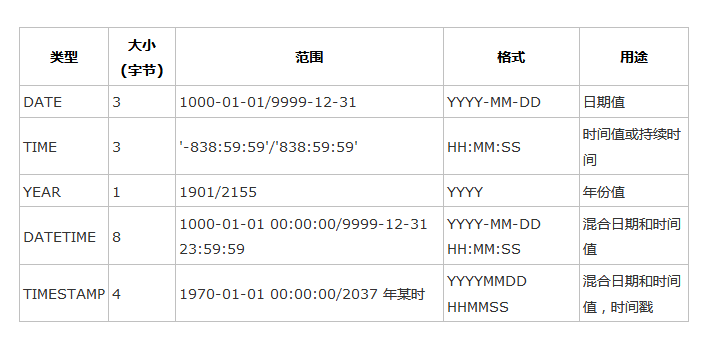 类型 大小 范围 格式 用途
（字节）
DATE 3 1000-01-01/9999-12-31 YYYY-MM-DD 日期值
TIME 3 '-838:59:59'/'838:59:59' HH:MM:SS 时间值或持续时
间
YEAR 1 1901/2155 YYYY 年份值
DATETIME 8 1000-01-01 00:00:00/9999-12-31 YYYY-MM-DD 混合日期和时间
23:59:59 HH:MM:SS 值
TIMESTAMP 4 1970-01-01 00:00:00/2037 年某时 YYYYMMDD 混合日期和时间
HHMMSS 值，时间戳